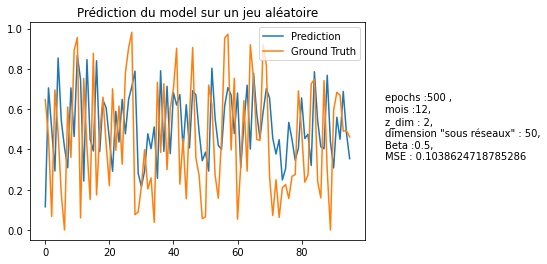 Prédiction du model sur un jeu aléatoire
Prediction
Ground Truth
1.0
0.8
0.6
0.4
0.2
0.0
0
20
40
60
80
epochs :500 ,
mois :12,
z_dim : 2,
dimension "sous réseaux" : 50,
Beta :0.5,
MSE : 0.1038624718785286